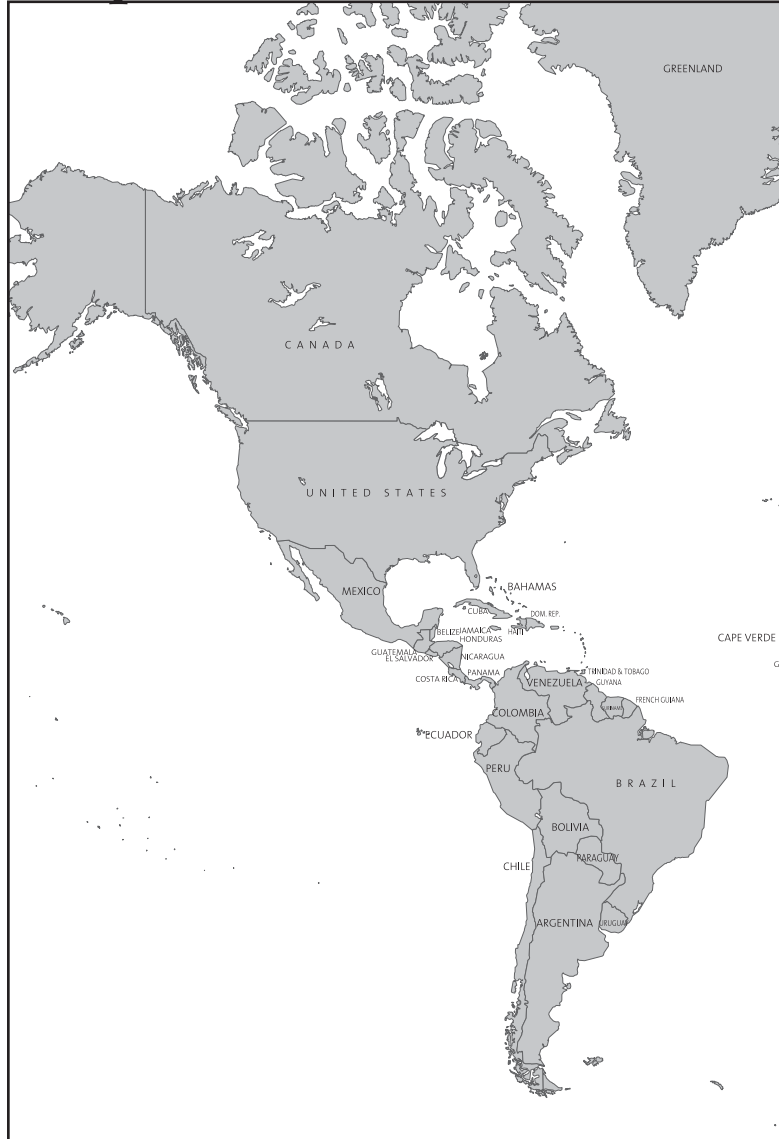 GREENLAND
CANADA
UNITED STATES
MEXICO
BAHAMAS
CUBA
DOM. REP.
HAITI
JAMAICA
BELIZE
HONDURAS
GUATEMALA
EL SALVADOR
NICARAGUA
COSTA RICA
PANAMA
CAPE VERDE
G
TRINIDAD & TOBAGO
VENEZUELA
GUYANA
FRENCH GUIANA
SURINAME
COLOMBIA
ECUADOR
PERU
BRAZIL
BOLIVIA
PARAGUAY
CHILE
ARGENTINA
URUGUAY